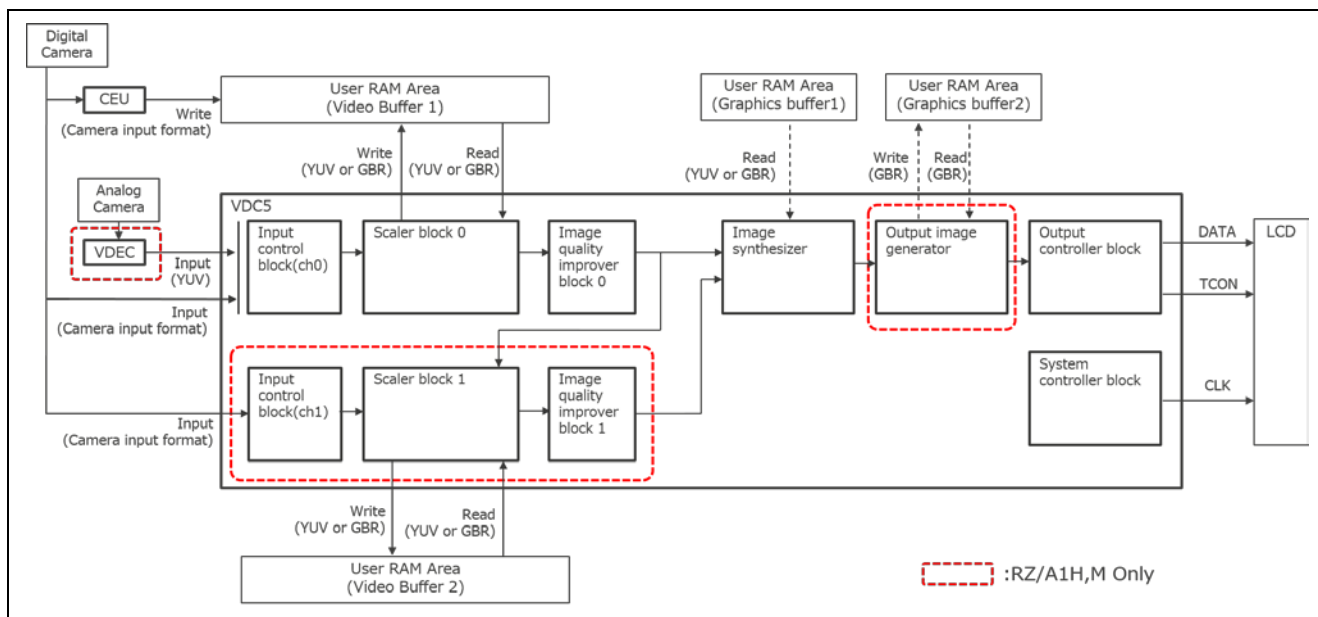 Digital
Camera
CEU
Write
(Camera input format)
User RAM Area
(Video Buffer 1)
User RAM Area
(Graphics buffer1)
User RAM Area
(Graphics buffer2)
Write
(YUV or GBR)
Read
(YUV or GBR)
Read
(YUV or GBR)
Write
(GBR)
Read
(GBR)
Analog
Camera
VDEC
Input
(YUV)
Input
(Camera input format)
VDC5
Input
control
block(ch0)
Scaler block 0
Image
quality
improver
block 0
Image
synthesizer
Output image
generator
Output
controller block
DATA
TCON
LCD
Input
control
block(ch1)
Scaler block 1
Image
quality
improver
block 1
System
controller block
CLK
Input
(Camera input format)
Write
(YUV or GBR)
Read
(YUV or GBR)
User RAM Area
(Video Buffer 2)
:RZ/A1H,M Only